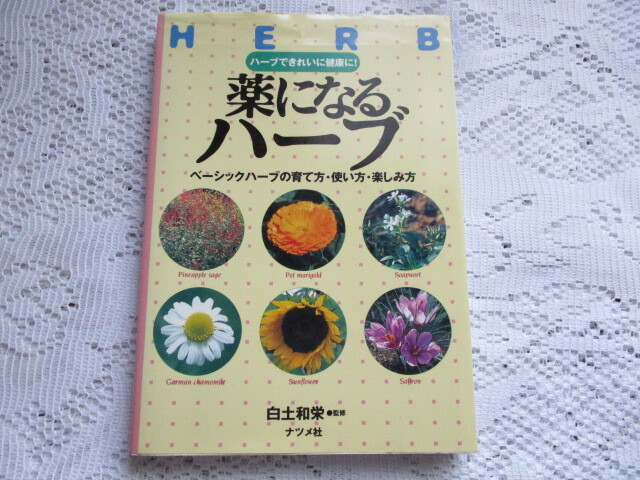 HERB
ハーブできれいに健康に!
薬になる
ハーブ
ベーシックハーブの育て方・使い方・楽しみ方
Pineapple sage
Pot marigold
Soapwort
German chamomile
Sunflower
Saffron
白土和栄●監修
ナツメ社